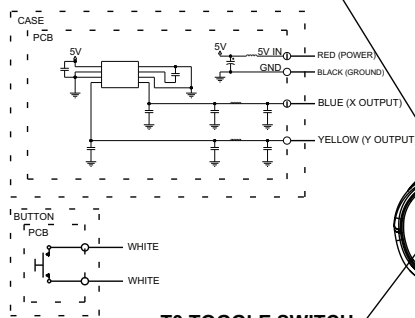 CASE
PCB
5V
5V
5V IN
RED (POWER)
GND
BLACK (GROUND)
BLUE (X OUTPUT)
YELLOW (Y OUTPUT
BUTTON
PCB
WHITE
WHITE